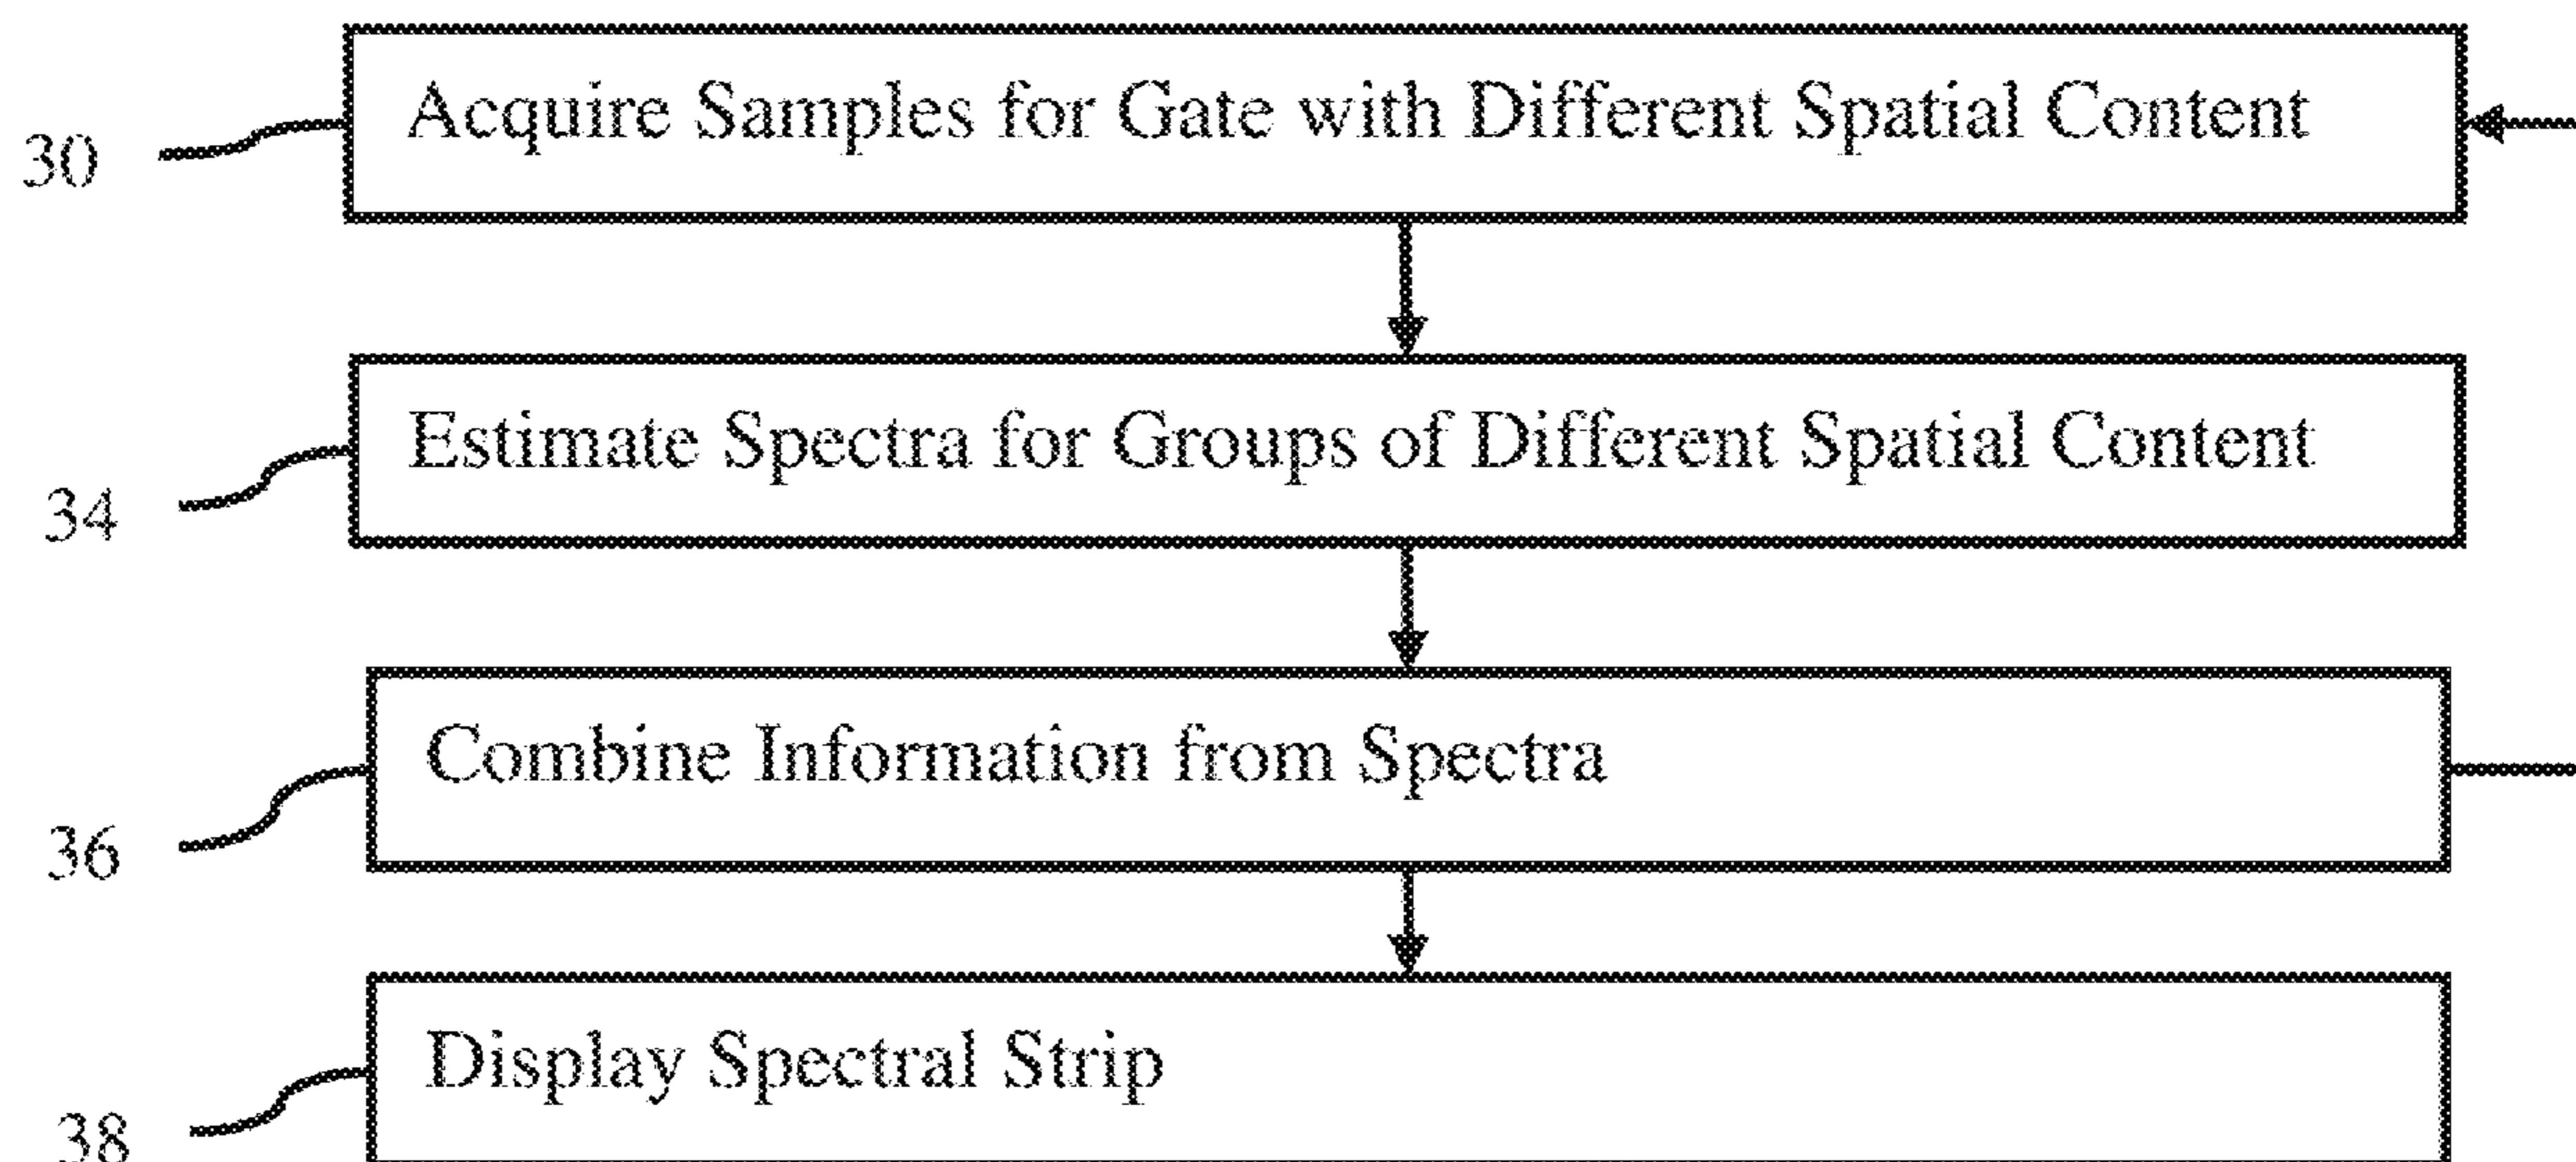 Acquire Samples for Gate with Different Spatial Content
30
Estimate Spectra for Groups of Different Spatial Content
34
Combine Information from Spectra
36
Display Spectral Strip
38